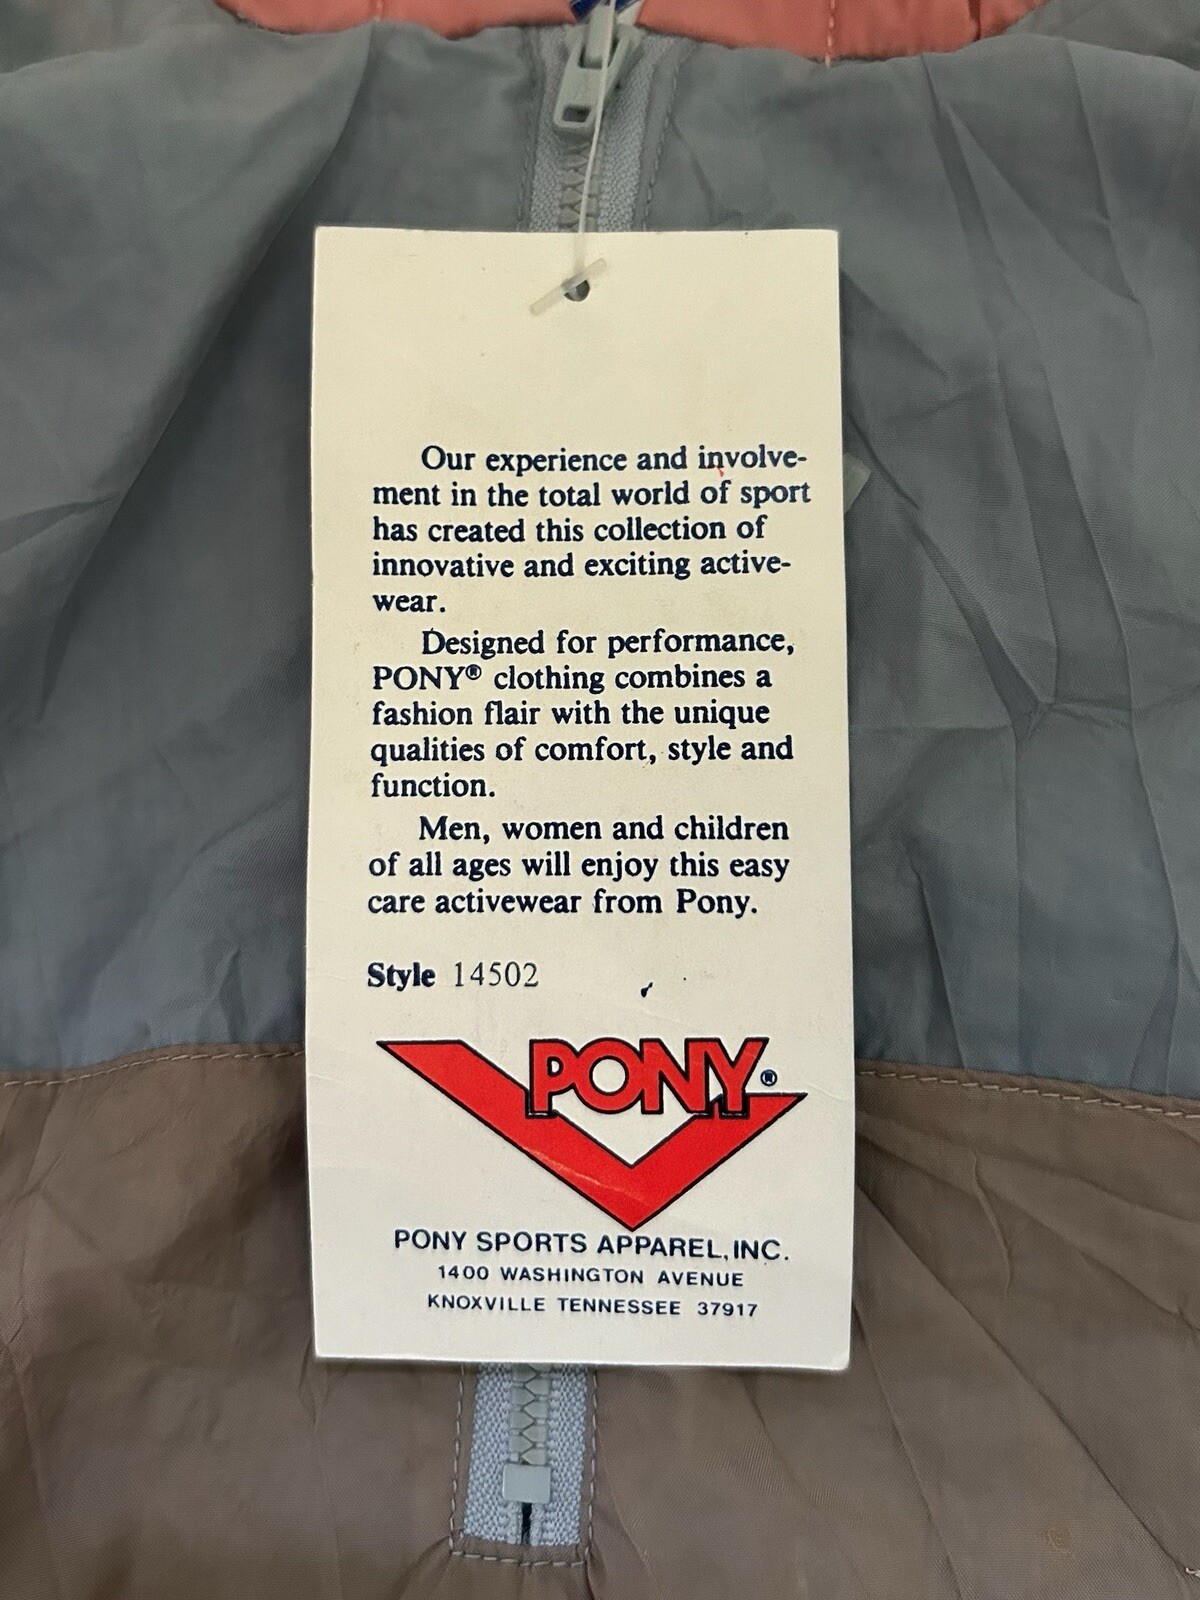 Our experience and involve-
ment in the total world of sport
has created this collection of
innovative and exciting active-
wear.
Designed for performance,
PONY® clothing combines a
fashion flair with the unique
qualities of comfort, style and
function.
Men, women and children
of all ages will enjoy this easy
care activewear from Pony.
Style 14502
PONY®
PONY SPORTS APPAREL, INC.
1400 WASHINGTON AVENUE
KNOXVILLE TENNESSEE 37917